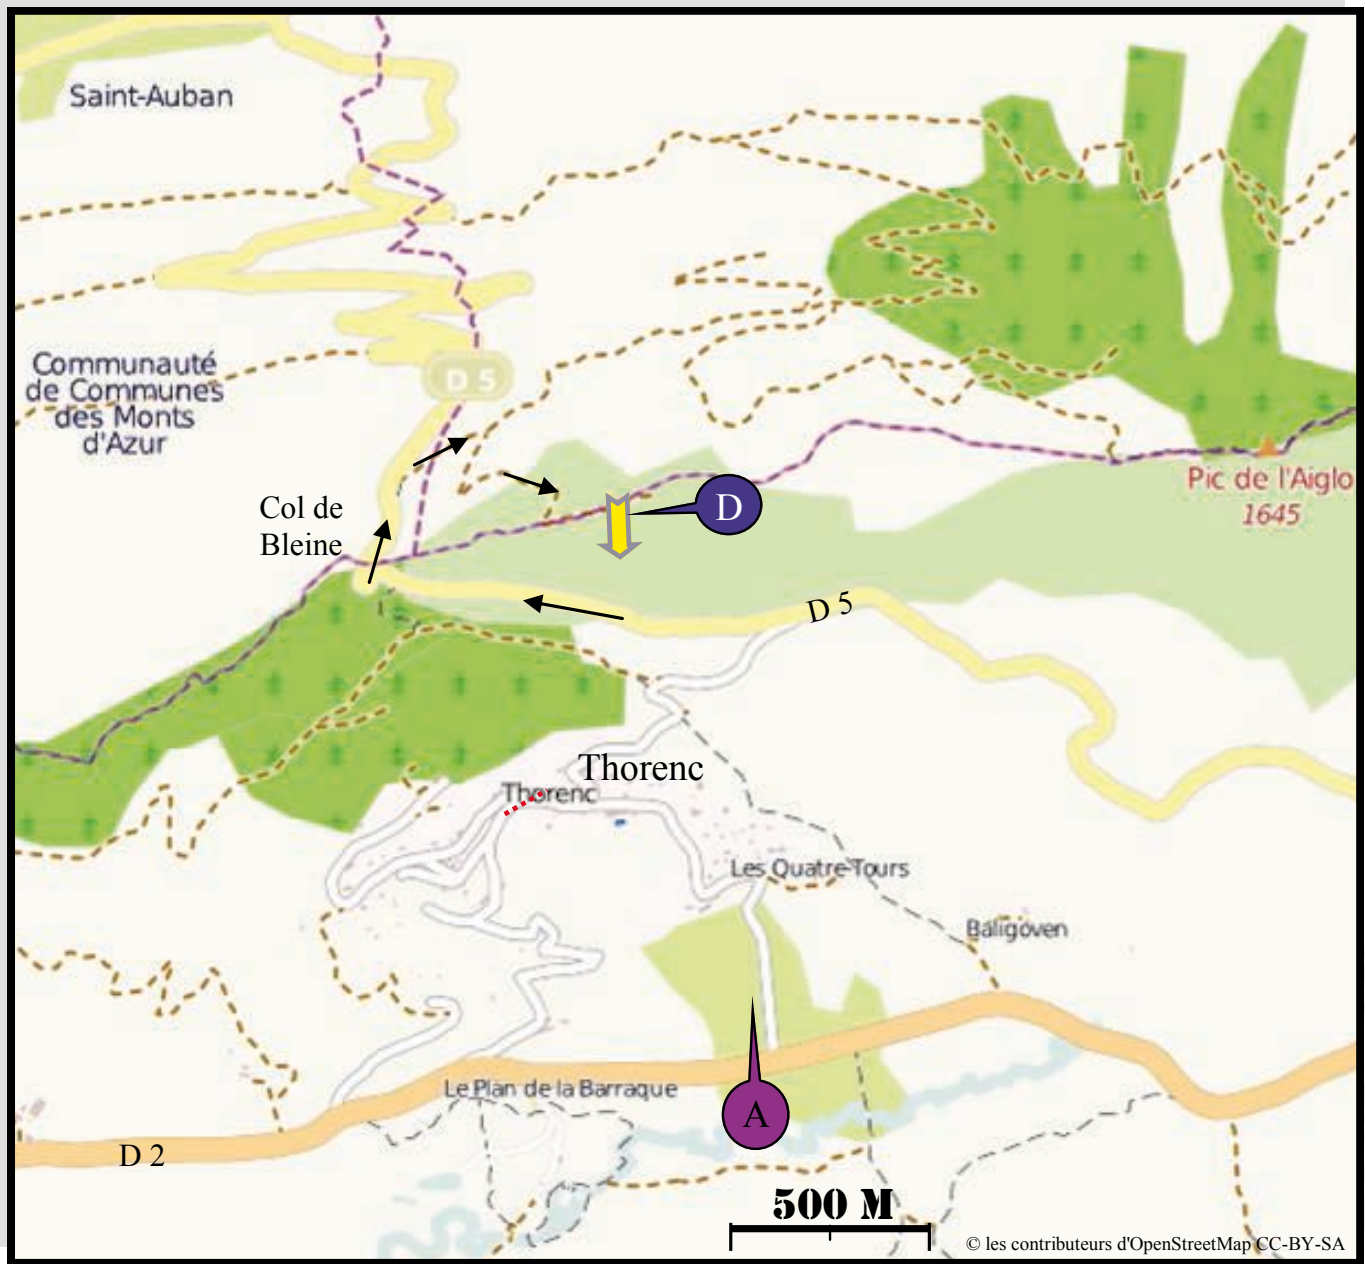 Saint-Auban
D 5
Communauté
de Communes
des Monts
d'Azur
Col de
Bleine
D
Pic de l'Aiglo
1645
D 5
Thorenc
Thorenc
Les Quatre-Tours
Baligoven
Le Plan de la Barraque
A
D 2
500 M
© les contributeurs d'OpenStreetMap CC-BY-SA